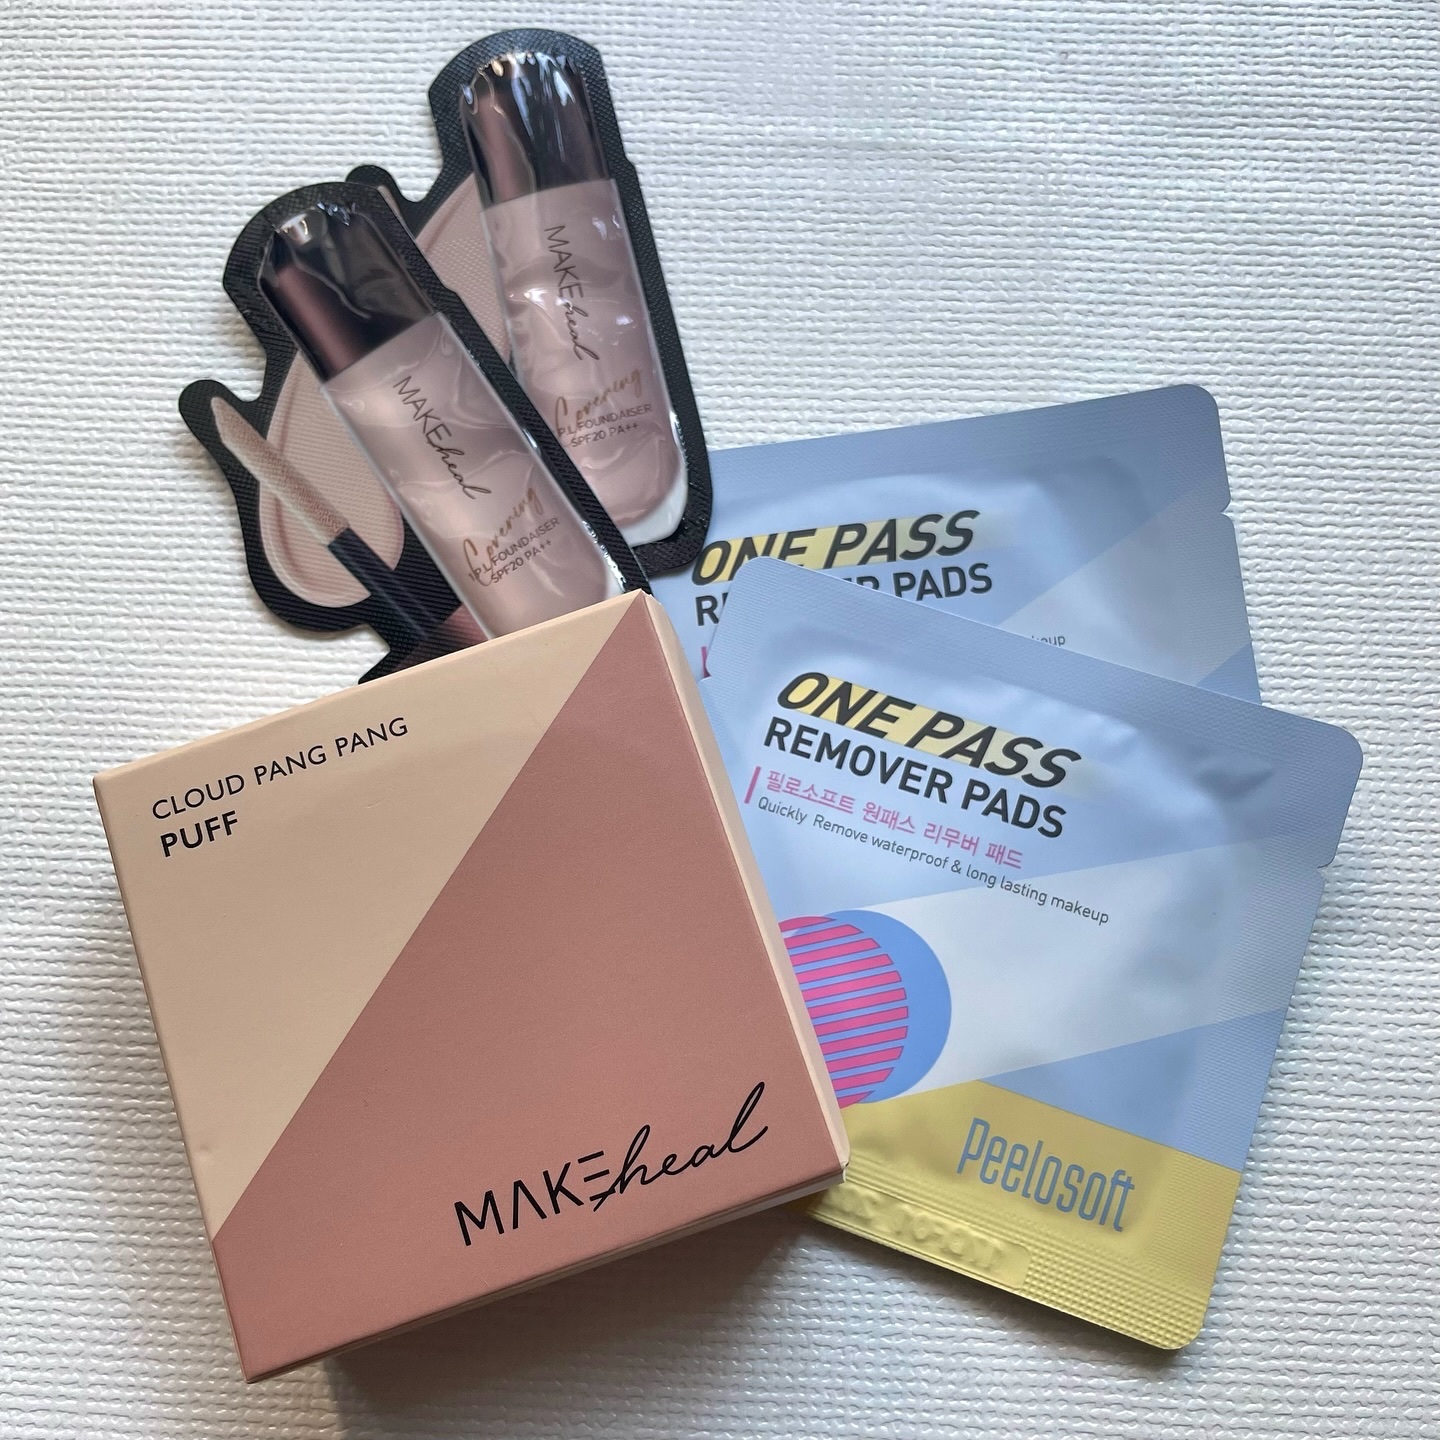 MAKEheal
Covering
1'P.L FOUNDAISER
SPF20 PA++
MAKEheal
Covering
P.L FOUNDAISER
SPF20 PA++
ONE PASS
PADS
ONE PASS
REMOVER PADS
필로소프트 원패스 리무버 패드
Quickly Remove waterproof & long lasting makeup
Peelosoft
CLOUD PANG PANG
PUFF
MAKEheal